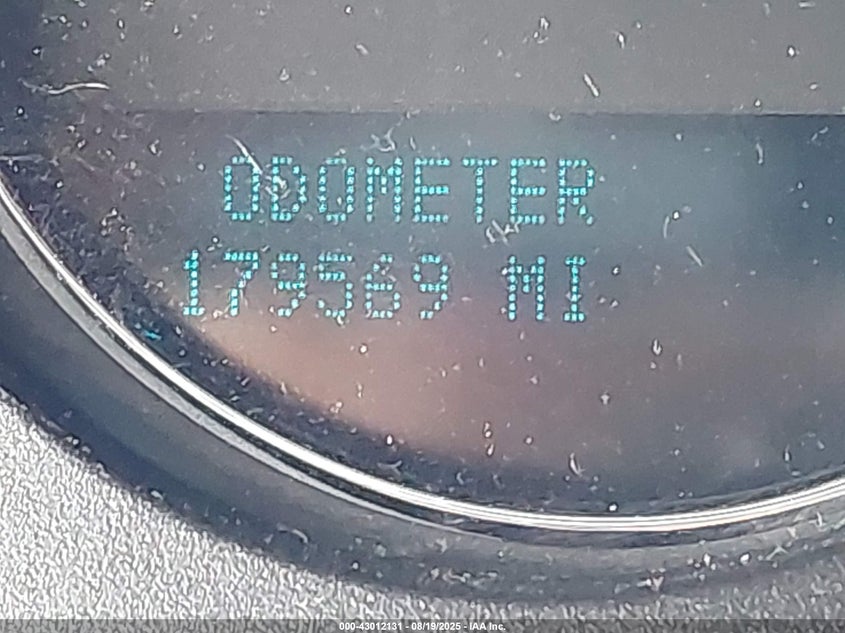 ODOMETER
179569 MI
000-43012131 - 08/19/2025 - IAA Inc.